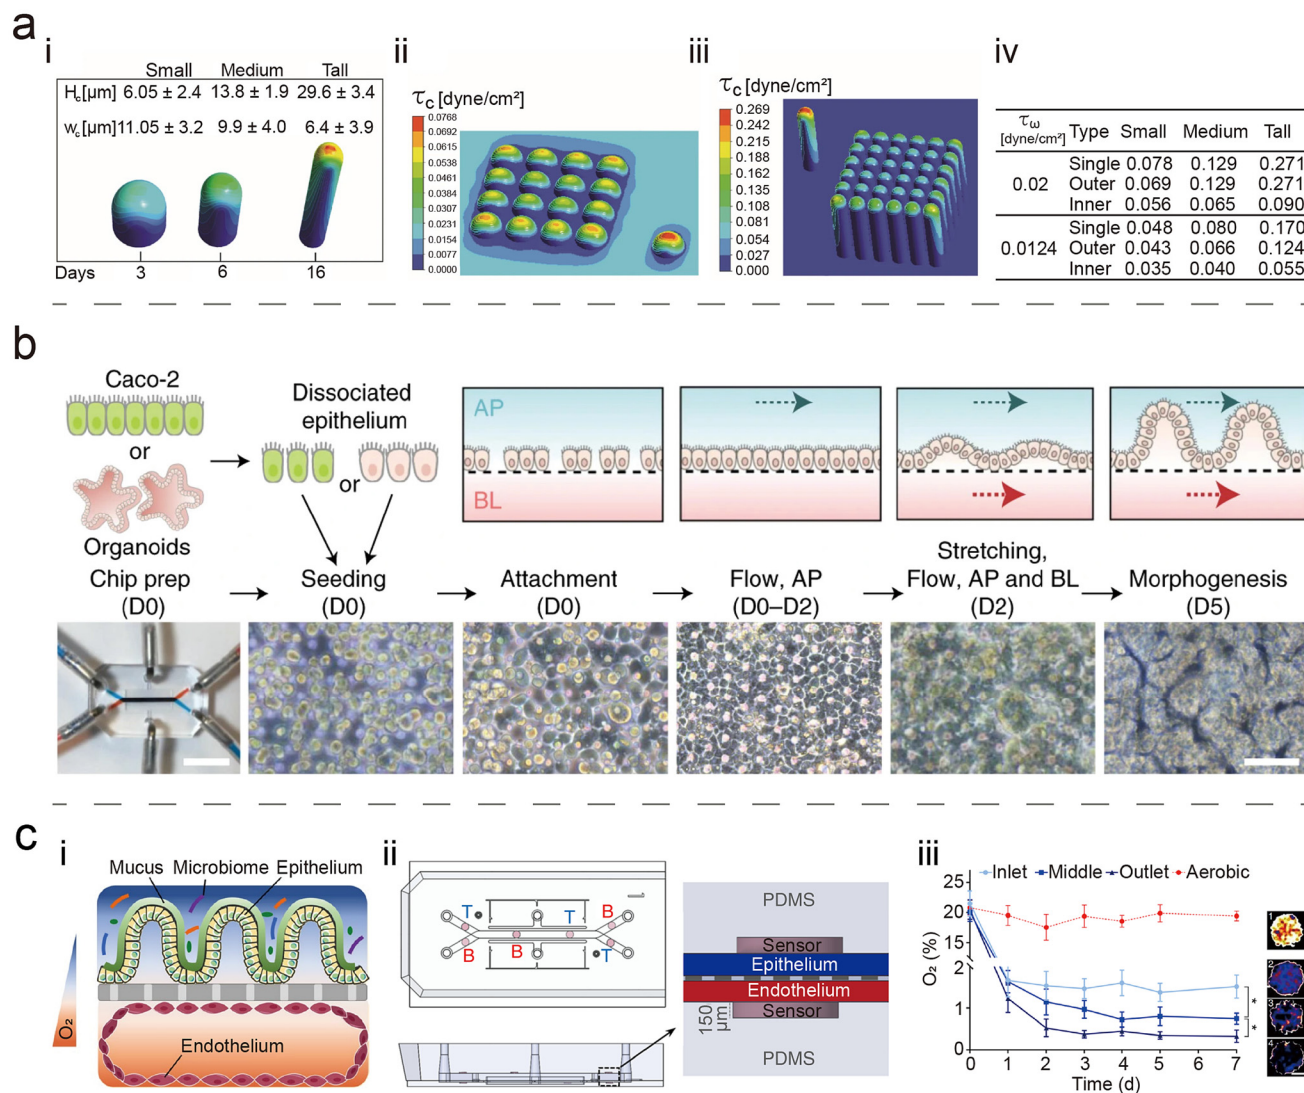 a
i
Small Medium Tall
Hc[µm] 6.05 ± 2.4 13.8 ± 1.9 29.6 ± 3.4
wc[µm] 11.05 ± 3.2 9.9 ± 4.0 6.4 ± 3.9
Days 3 6 16
ii
τc [dyne/cm²]
0.0768
0.0692
0.0615
0.0538
0.0461
0.0384
0.0307
0.0230
0.0154
0.0077
0.0000
iii
τc [dyne/cm²]
0.269
0.242
0.215
0.188
0.162
0.135
0.108
0.081
0.054
0.027
0.000
iv
τω [dyne/cm²] Type Small Medium Tall
0.02
Single 0.078 0.129 0.271
Outer 0.069 0.129 0.271
Inner 0.056 0.065 0.090
0.0124
Single 0.048 0.080 0.170
Outer 0.043 0.066 0.124
Inner 0.035 0.040 0.055
b
Caco-2
or
Organoids
Dissociated
epithelium
or
AP
BL
Chip prep
(D0)
Seeding
(D0)
Attachment
(D0)
Flow, AP
(D0–D2)
Stretching,
Flow, AP and BL
(D2)
Morphogenesis
(D5)
c
i
Mucus Microbiome Epithelium
O₂
Endothelium
ii
T B
B B T
PDMS
Sensor
Epithelium
Endothelium
Sensor
150 µm
PDMS
iii
Inlet Middle Outlet Aerobic
O₂ (%)
25
20
15
2
1
0
0 1 2 3 4 5 6 7
Time (d)
*
*
1
2
3
4